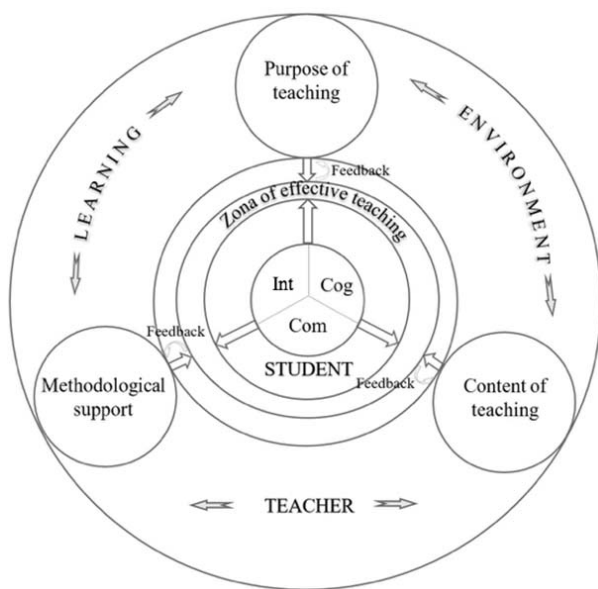 Purpose of
teaching
LEARNING
ENVIRONMENT
Feedback
Zona of effective teaching
Int
Cog
Com
STUDENT
Feedback
Feedback
Methodological
support
Content of
teaching
TEACHER